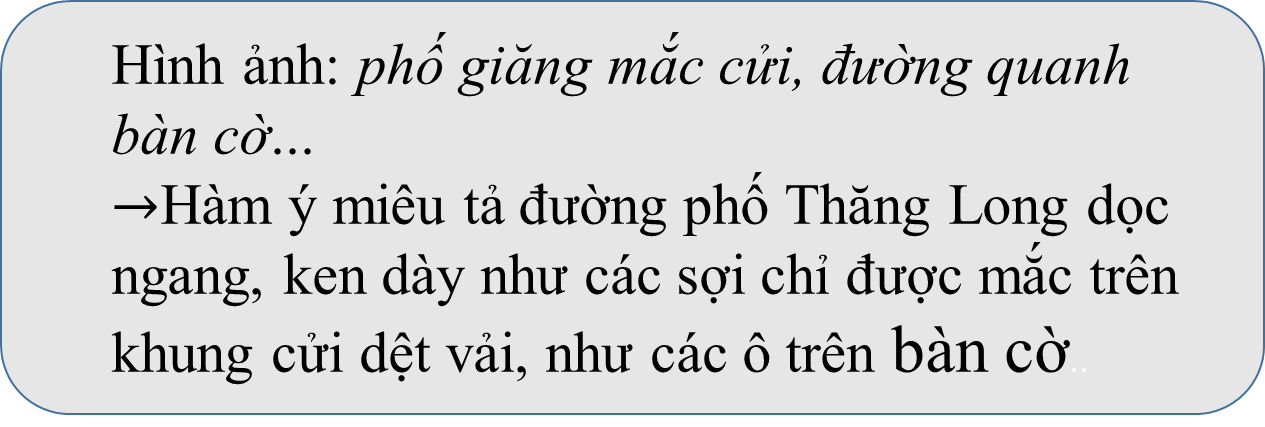 Hình ảnh: phố giăng mắc cửi, đường quanh
bàn cờ...
→Hàm ý miêu tả đường phố Thăng Long dọc
ngang, ken dày như các sợi chỉ được mắc trên
khung cửi dệt vải, như các ô trên bàn cờ..